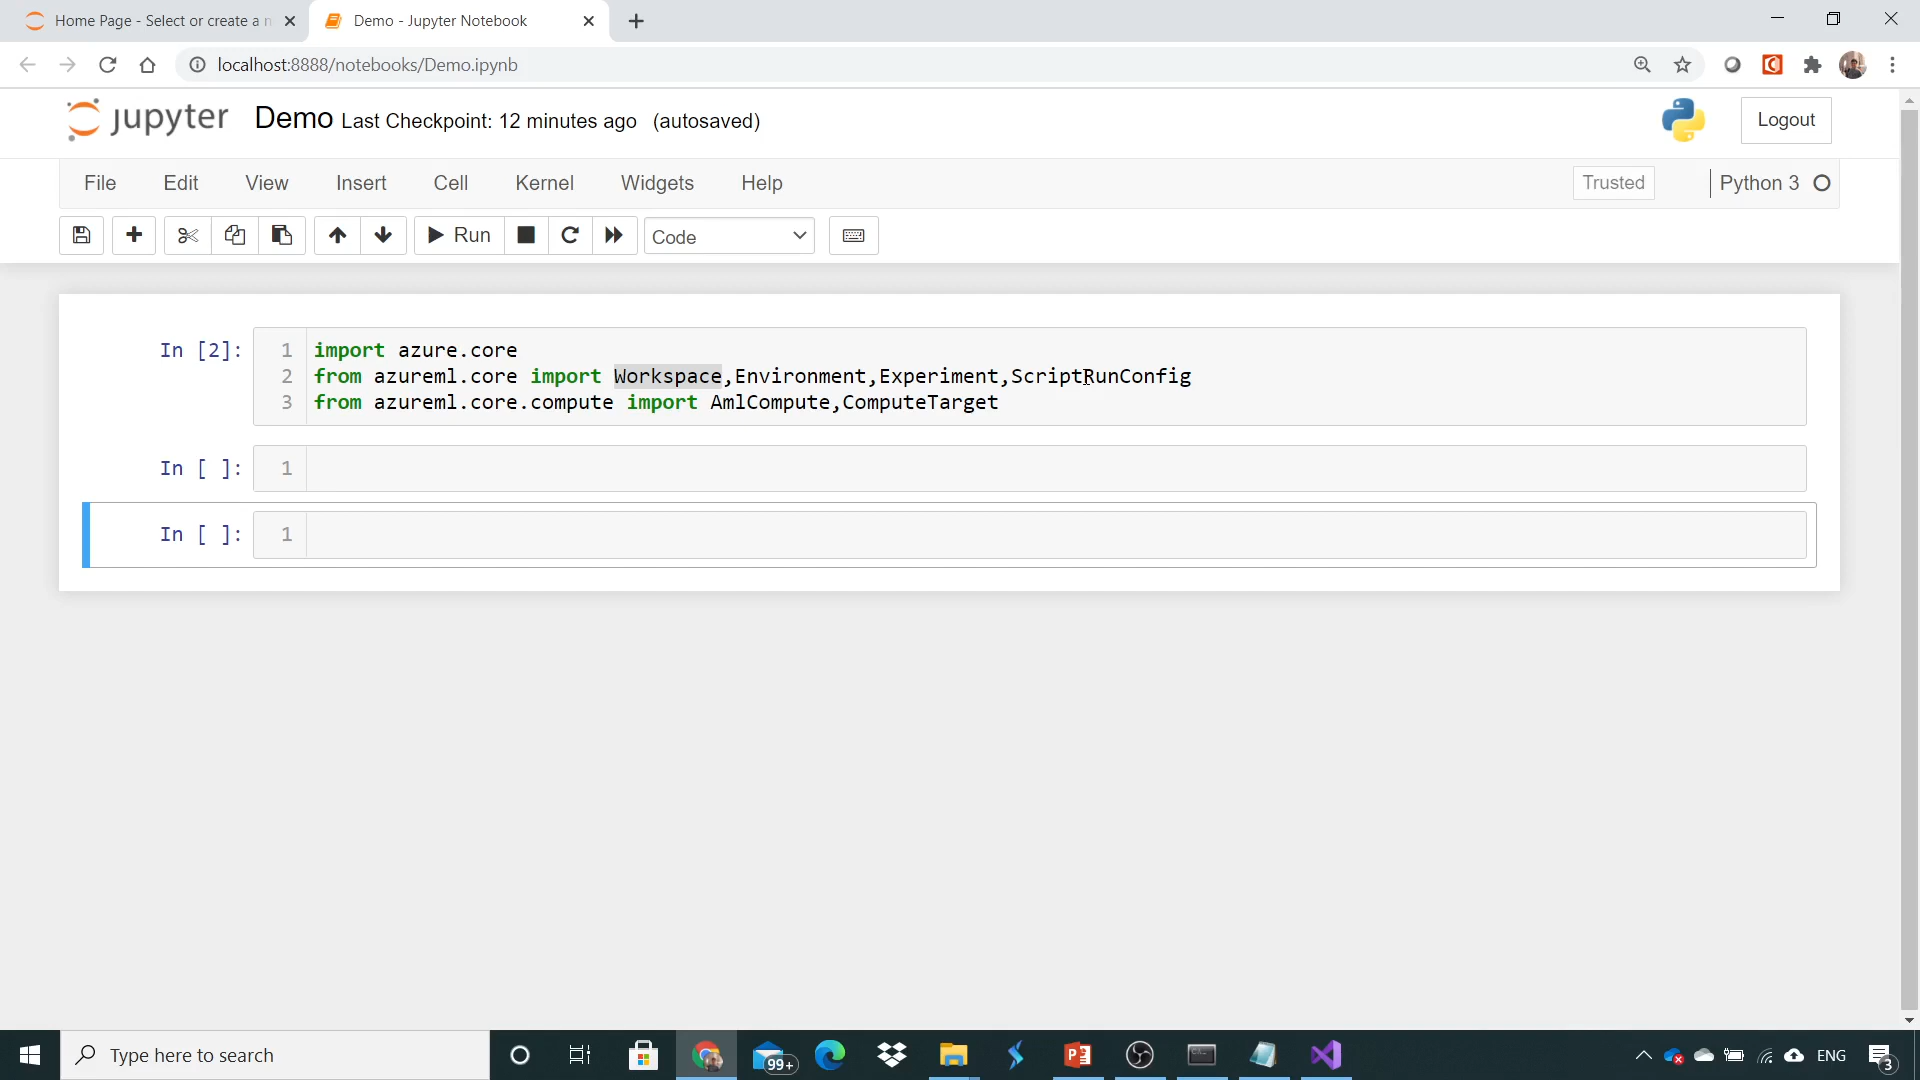 Home Page - Select or create a n
Demo - Jupyter Notebook
localhost:8888/notebooks/Demo.ipynb
jupyter Demo Last Checkpoint: 12 minutes ago (autosaved)
Logout
File Edit View Insert Cell Kernel Widgets Help
Trusted
Python 3
Run
Code
In [2]:
1 import azure.core
2 from azureml.core import Workspace,Environment,Experiment,ScriptRunConfig
3 from azureml.core.compute import AmlCompute,ComputeTarget
In [ ]: 1
In [ ]: 1
Type here to search
99+
ENG
3